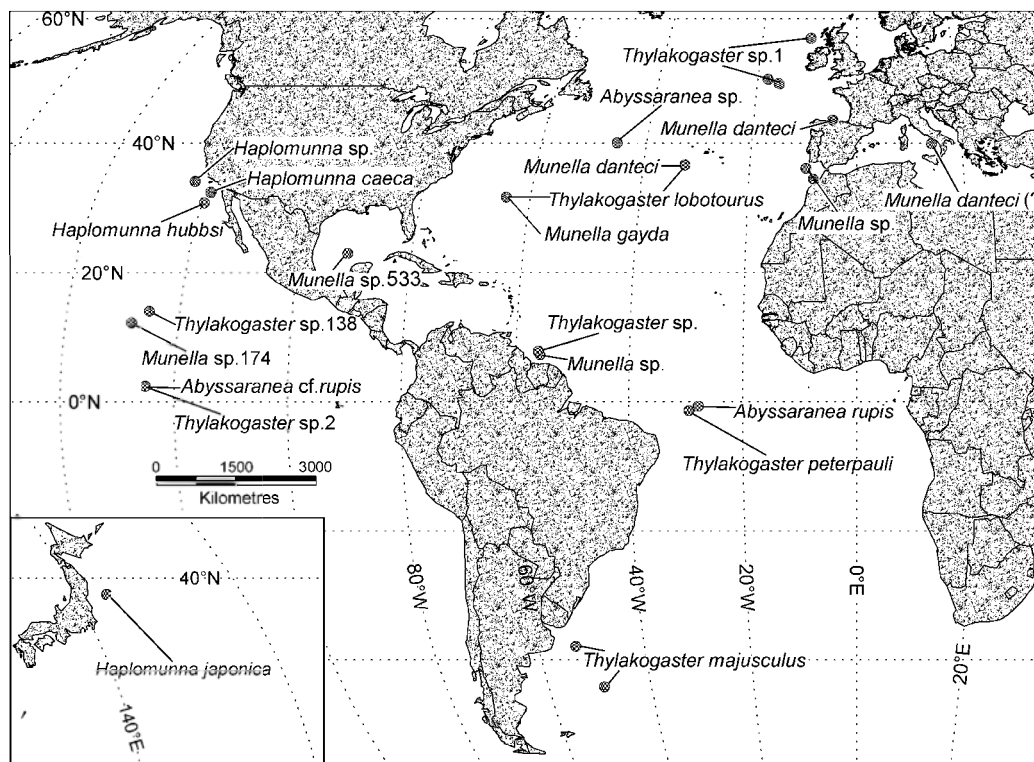 60°N
Thylakogaster sp.1
Abyssaranea sp.
Munella danteci
40°N
Haplomunna sp.
Haplomunna caeca
Munella danteci
Thylakogaster lobotourus
Munella danteci (
Haplomunna hubbsi
Munella sp.
Munella gayda
20°N
Munella sp.533
Thylakogaster sp.138
Thylakogaster sp.
Munella sp.174
Munella sp.
Abyssaranea cf.rupis
0°N
Abyssaranea rupis
Thylakogaster sp.2
Thylakogaster peterpauli
0 1500 3000
Kilometres
40°N
80°W
60°W
40°W
20°W
0°E
20°E
Haplomunna japonica
Thylakogaster majusculus
140°E